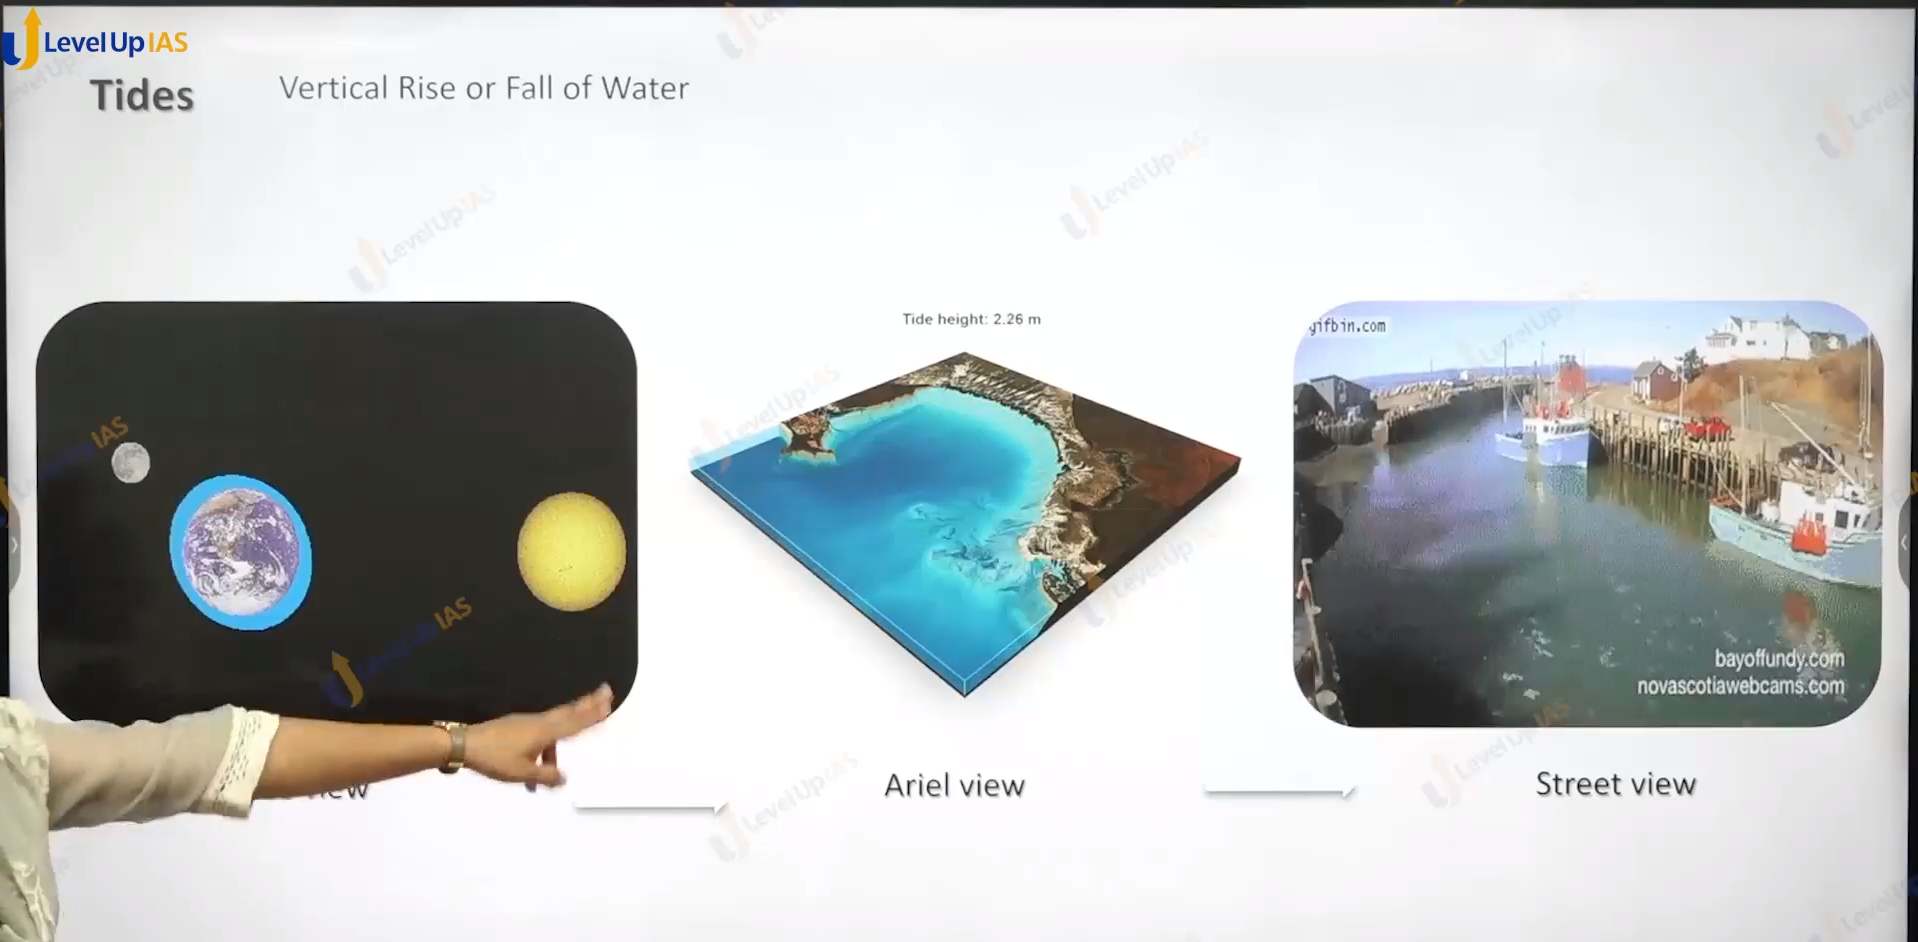 Level Up IAS
Tides
Vertical Rise or Fall of Water
Tide height: 2.26 m
gifbin.com
bayoffundy.com
novascotiawebcams.com
Ariel view
Street view